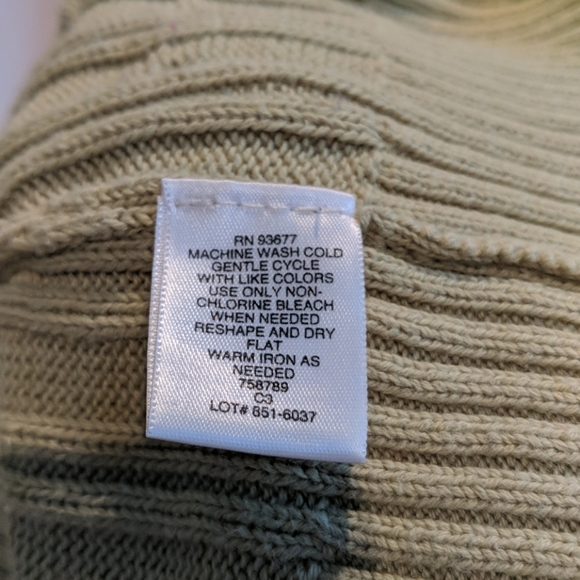 RN 93677
MACHINE WASH COLD
GENTLE CYCLE
WITH LIKE COLORS
USE ONLY NON-
CHLORINE BLEACH
WHEN NEEDED
RESHAPE AND DRY
FLAT
WARM IRON AS
NEEDED
758789
C3
LOT# 851-6037